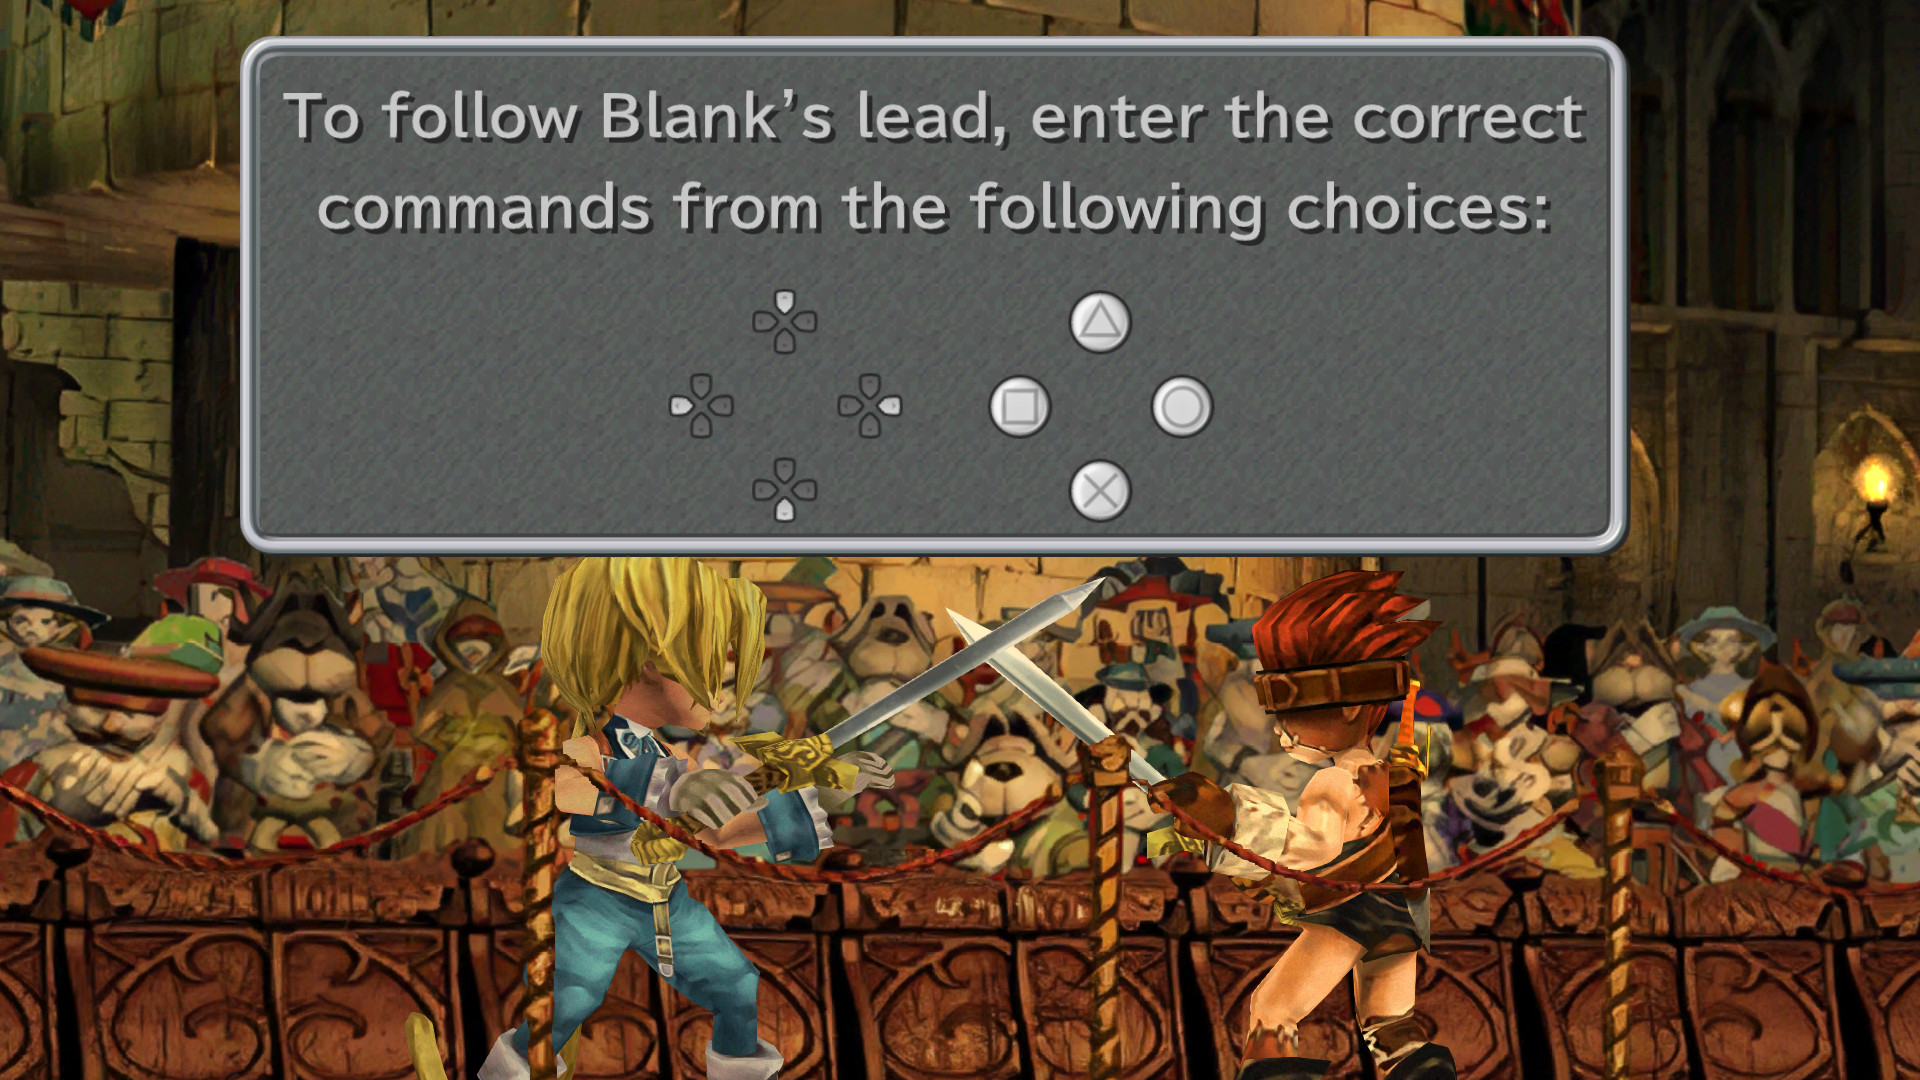 To follow Blank's lead, enter the correct
commands from the following choices: